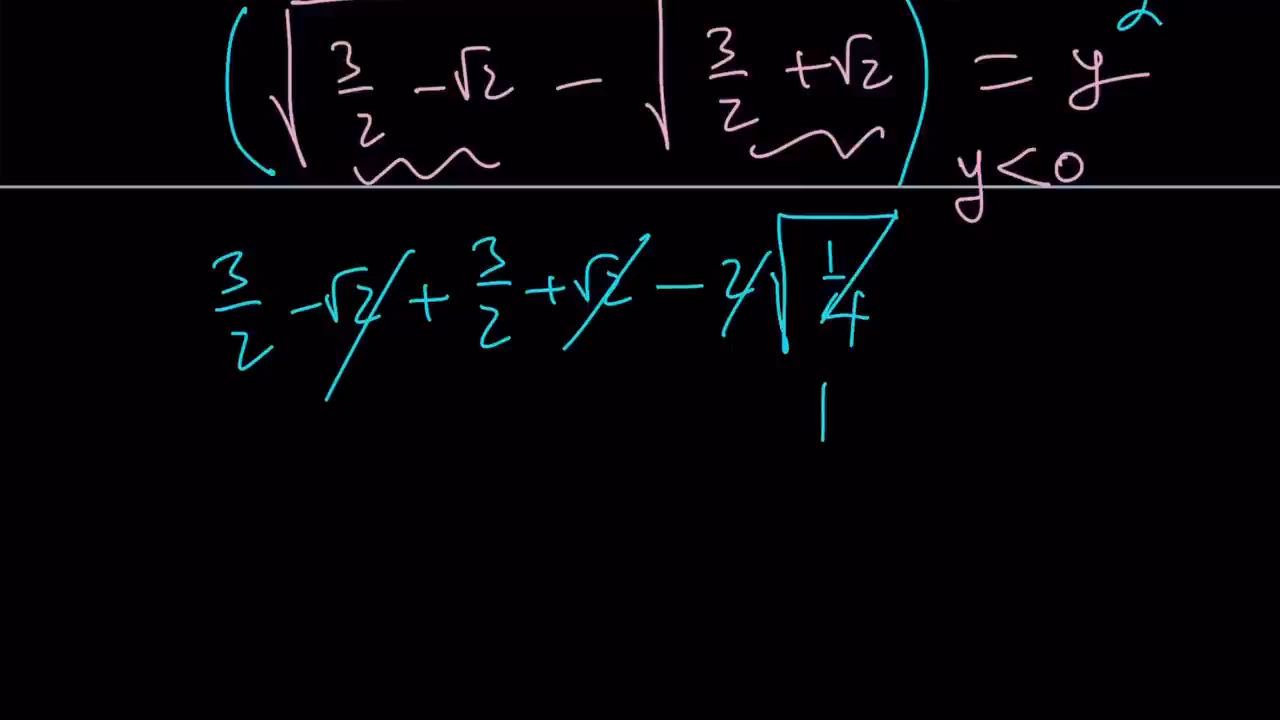 (√(3/2 - √2) - √(3/2 + √2))² = y²
y < 0
3/2 - √2 + 3/2 + √2 - 2√(1/4)
1